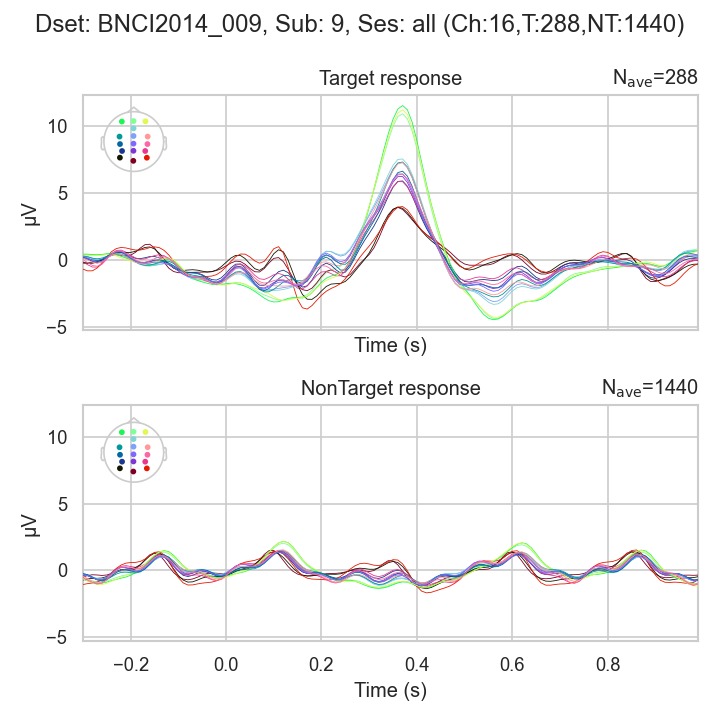 Dset: BNCI2014_009, Sub: 9, Ses: all (Ch:16,T:288,NT:1440)
Target response
Nave=288
10
5
0
−5
µV
Time (s)
NonTarget response
Nave=1440
10
5
0
−5
µV
−0.2 0.0 0.2 0.4 0.6 0.8
Time (s)